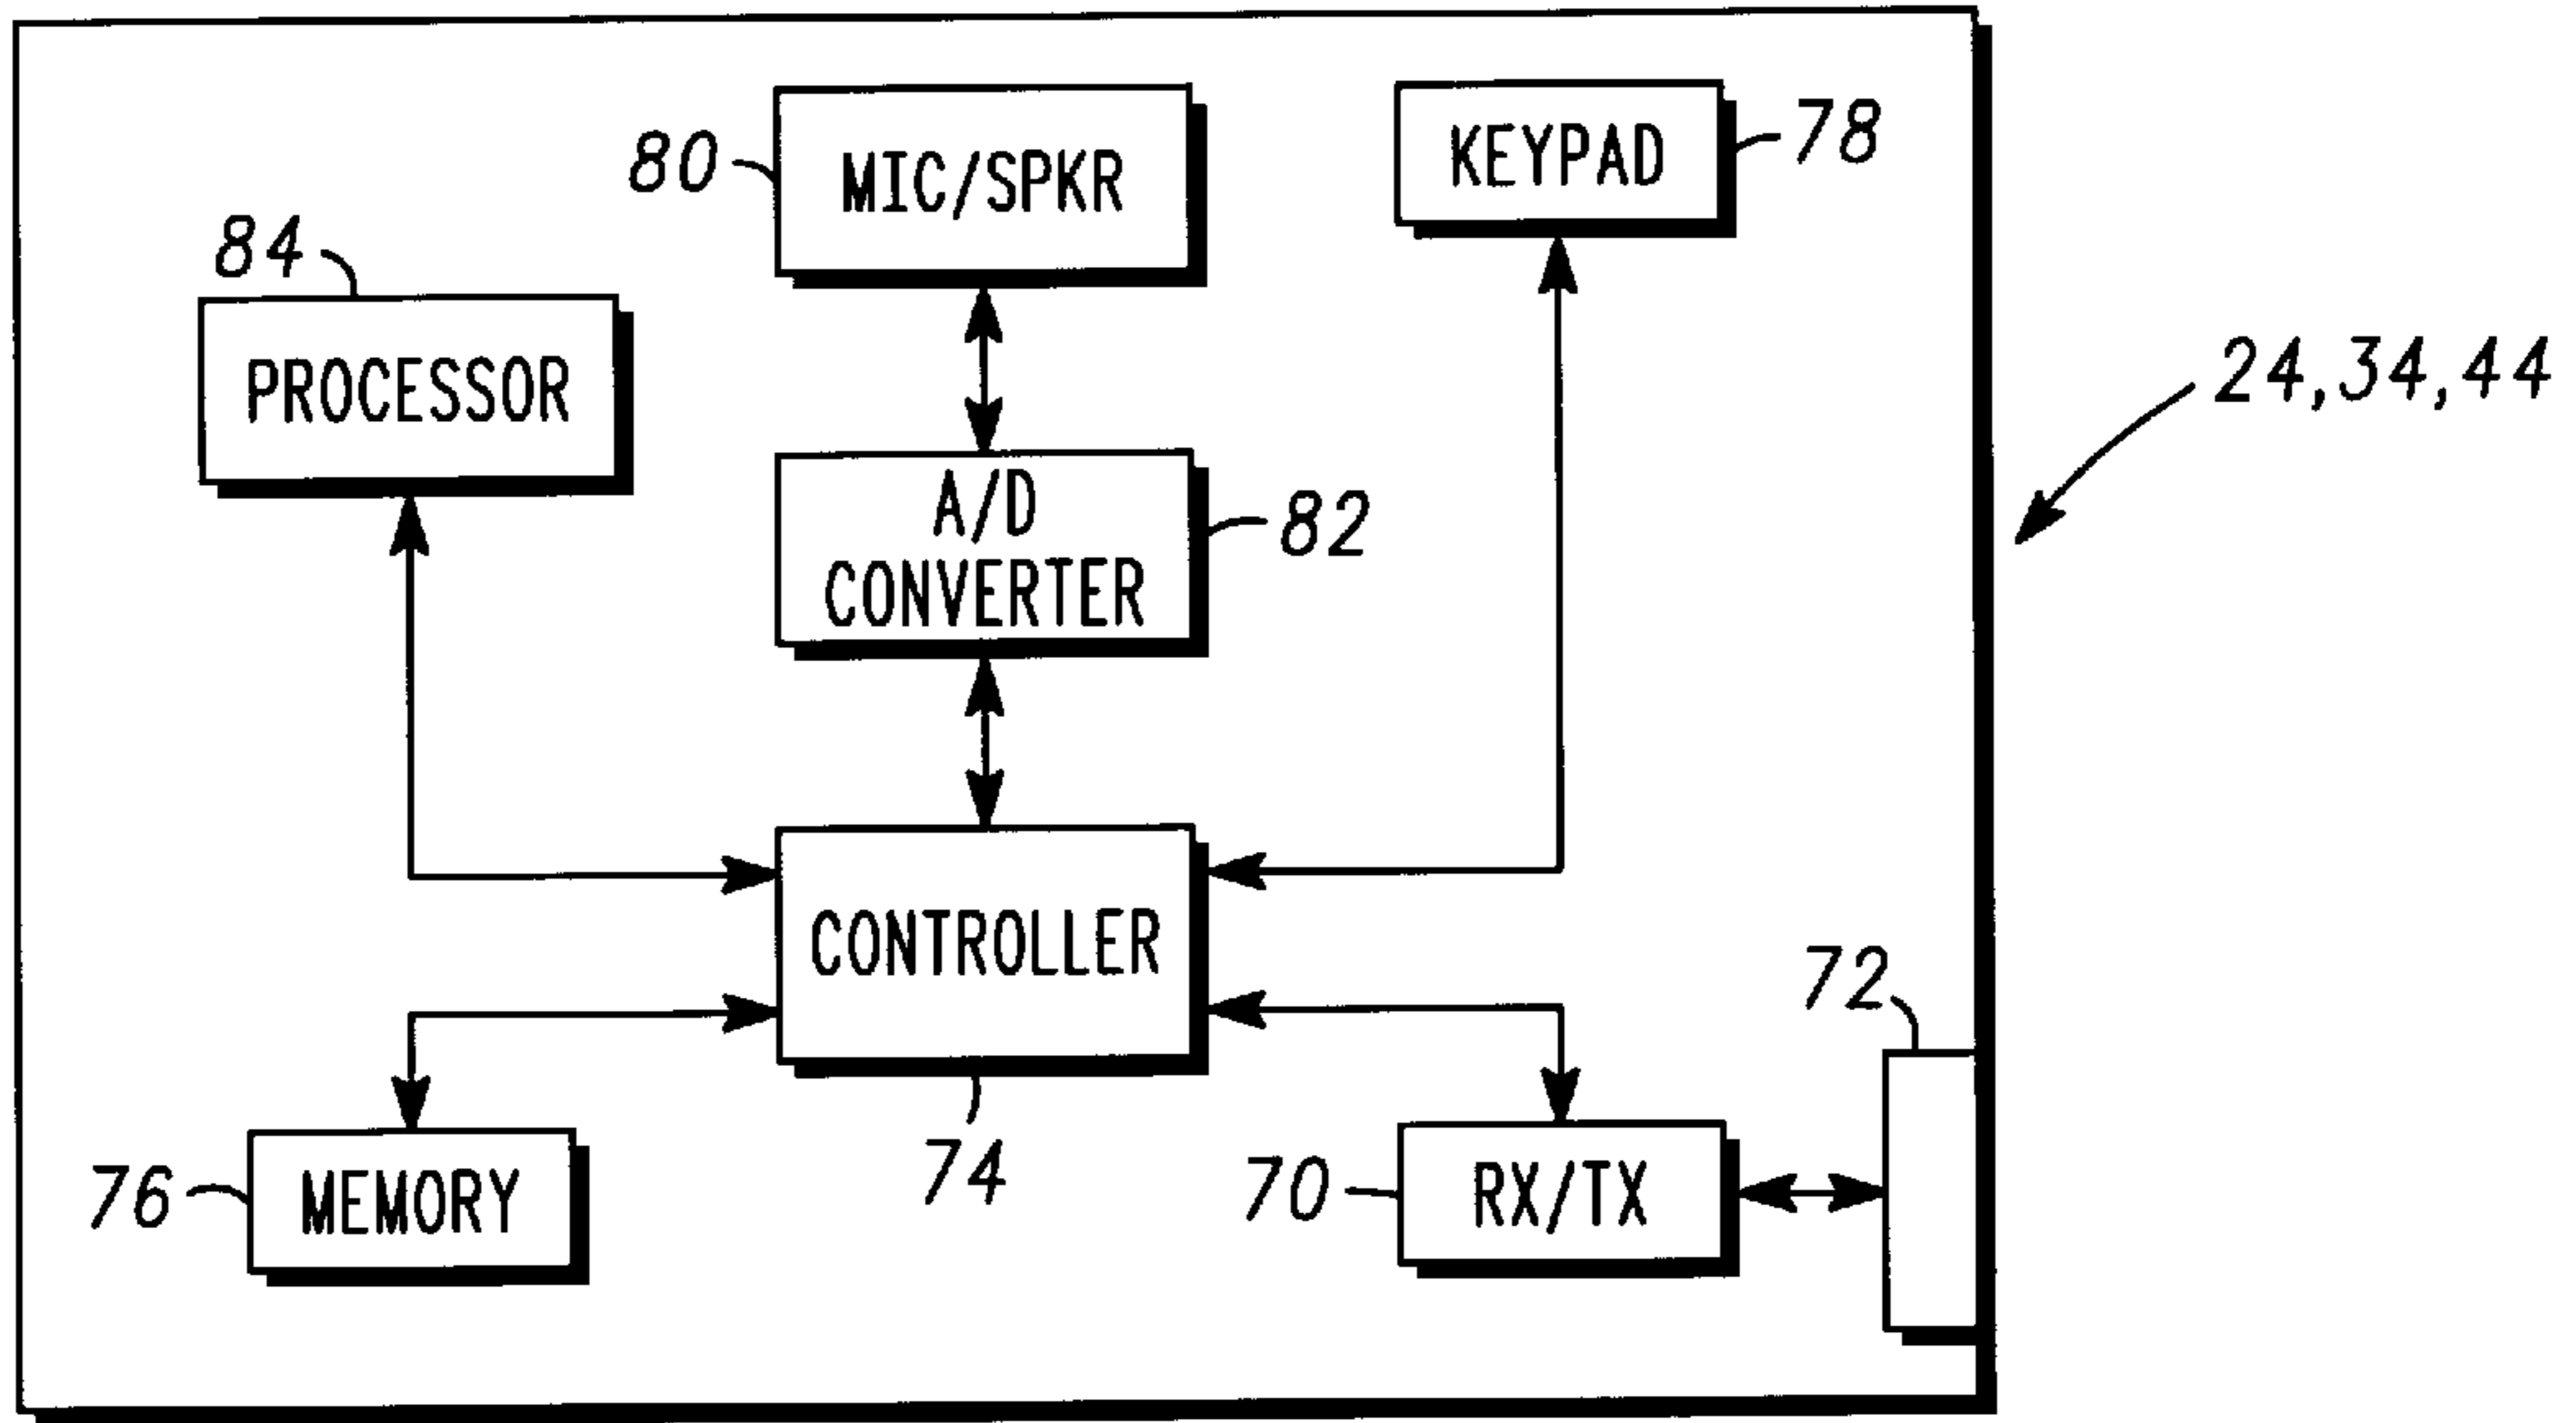 80
MIC/SPKR
KEYPAD
78
84
PROCESSOR
24,34,44
A/D
CONVERTER
82
CONTROLLER
72
74
76
MEMORY
70
RX/TX